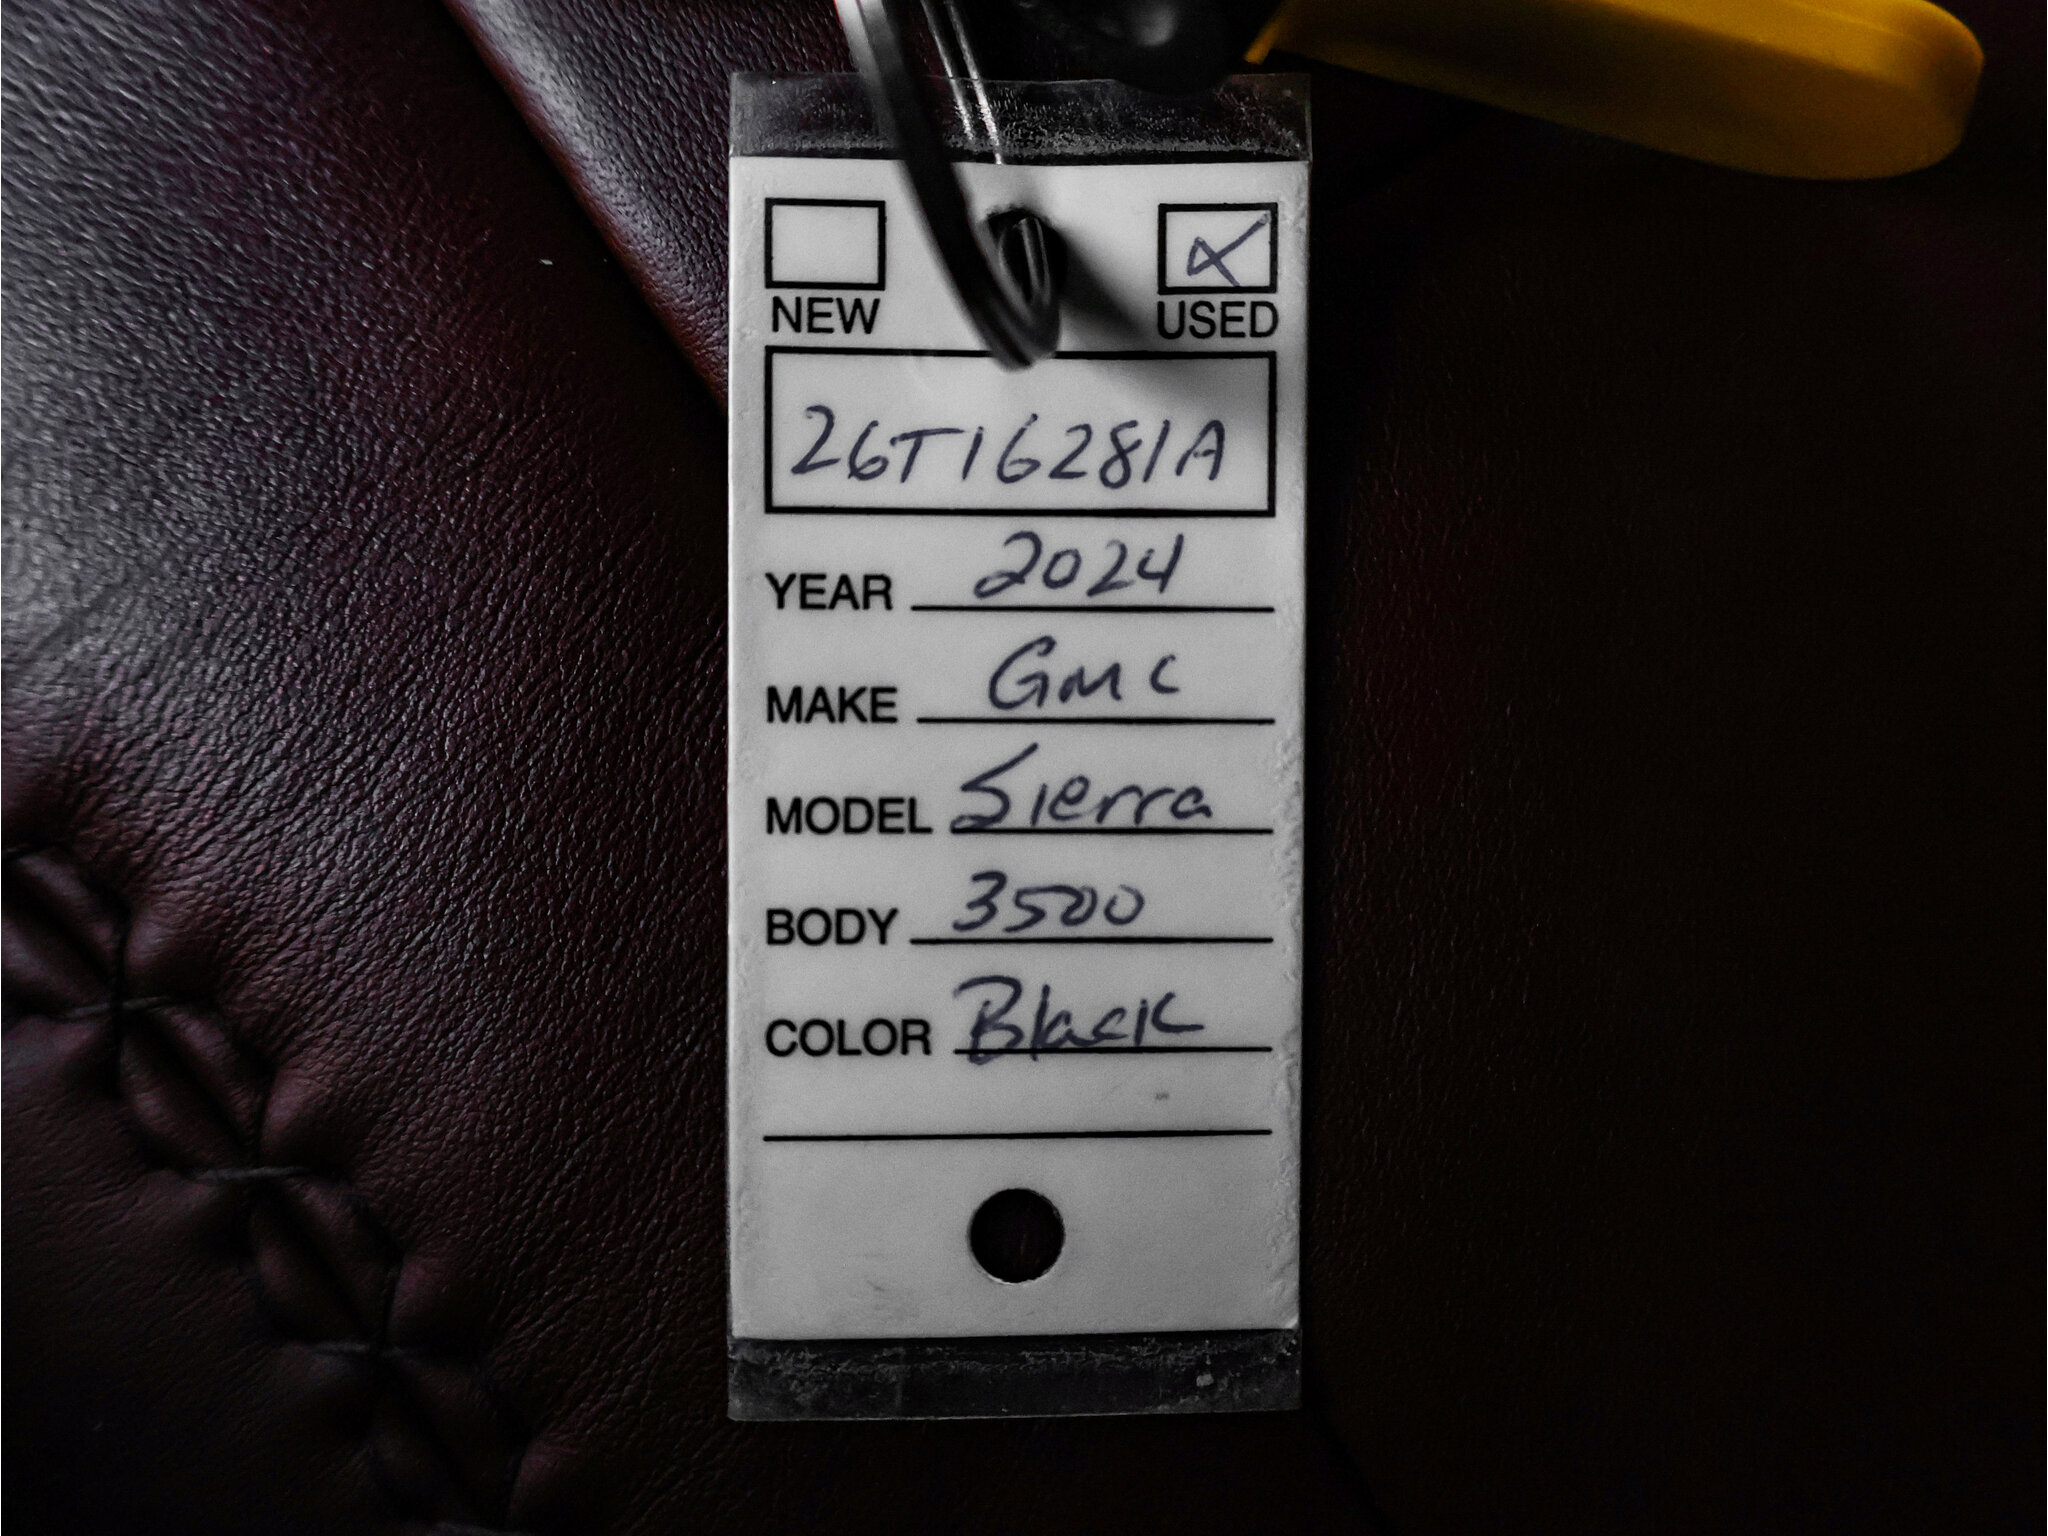 NEW USED
26T16281A
YEAR 2024
MAKE GMC
MODEL Sierra
BODY 3500
COLOR Black